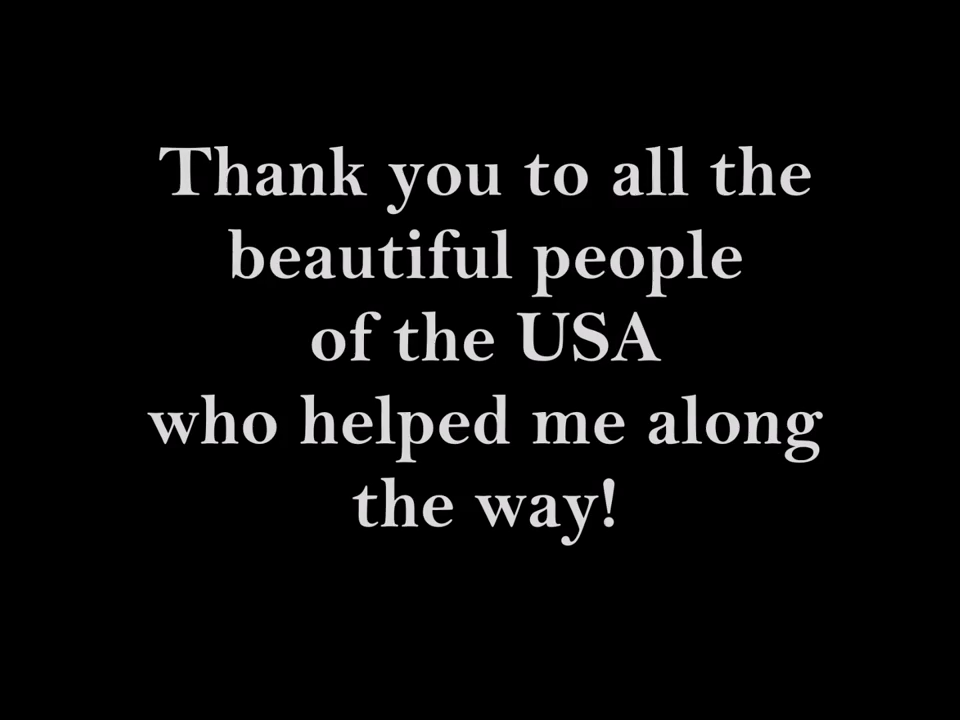 Thank you to all the
beautiful people
of the USA
who helped me along
the way!